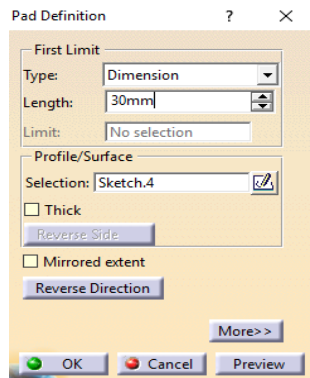 Pad Definition ? ×
First Limit
Type: Dimension
Length: 30mm
Limit: No selection
Profile/Surface
Selection: Sketch.4
Thick
Reverse Side
Mirrored extent
Reverse Direction
More>>
OK Cancel Preview